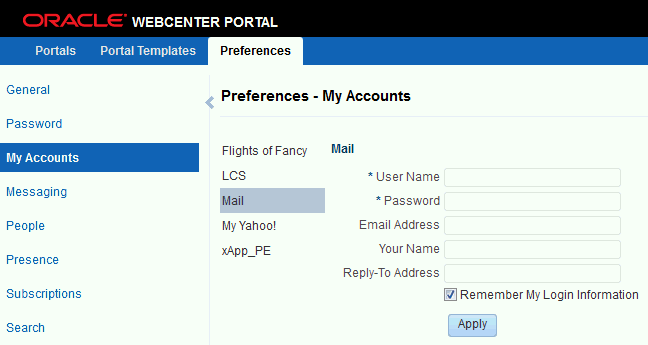 ORACLE® WEBCENTER PORTAL
Portals Portal Templates Preferences
General
Password
My Accounts
Messaging
People
Presence
Subscriptions
Search
Preferences - My Accounts
Flights of Fancy
LCS
Mail
My Yahoo!
xApp_PE
Mail
* User Name
* Password
Email Address
Your Name
Reply-To Address
Remember My Login Information
Apply